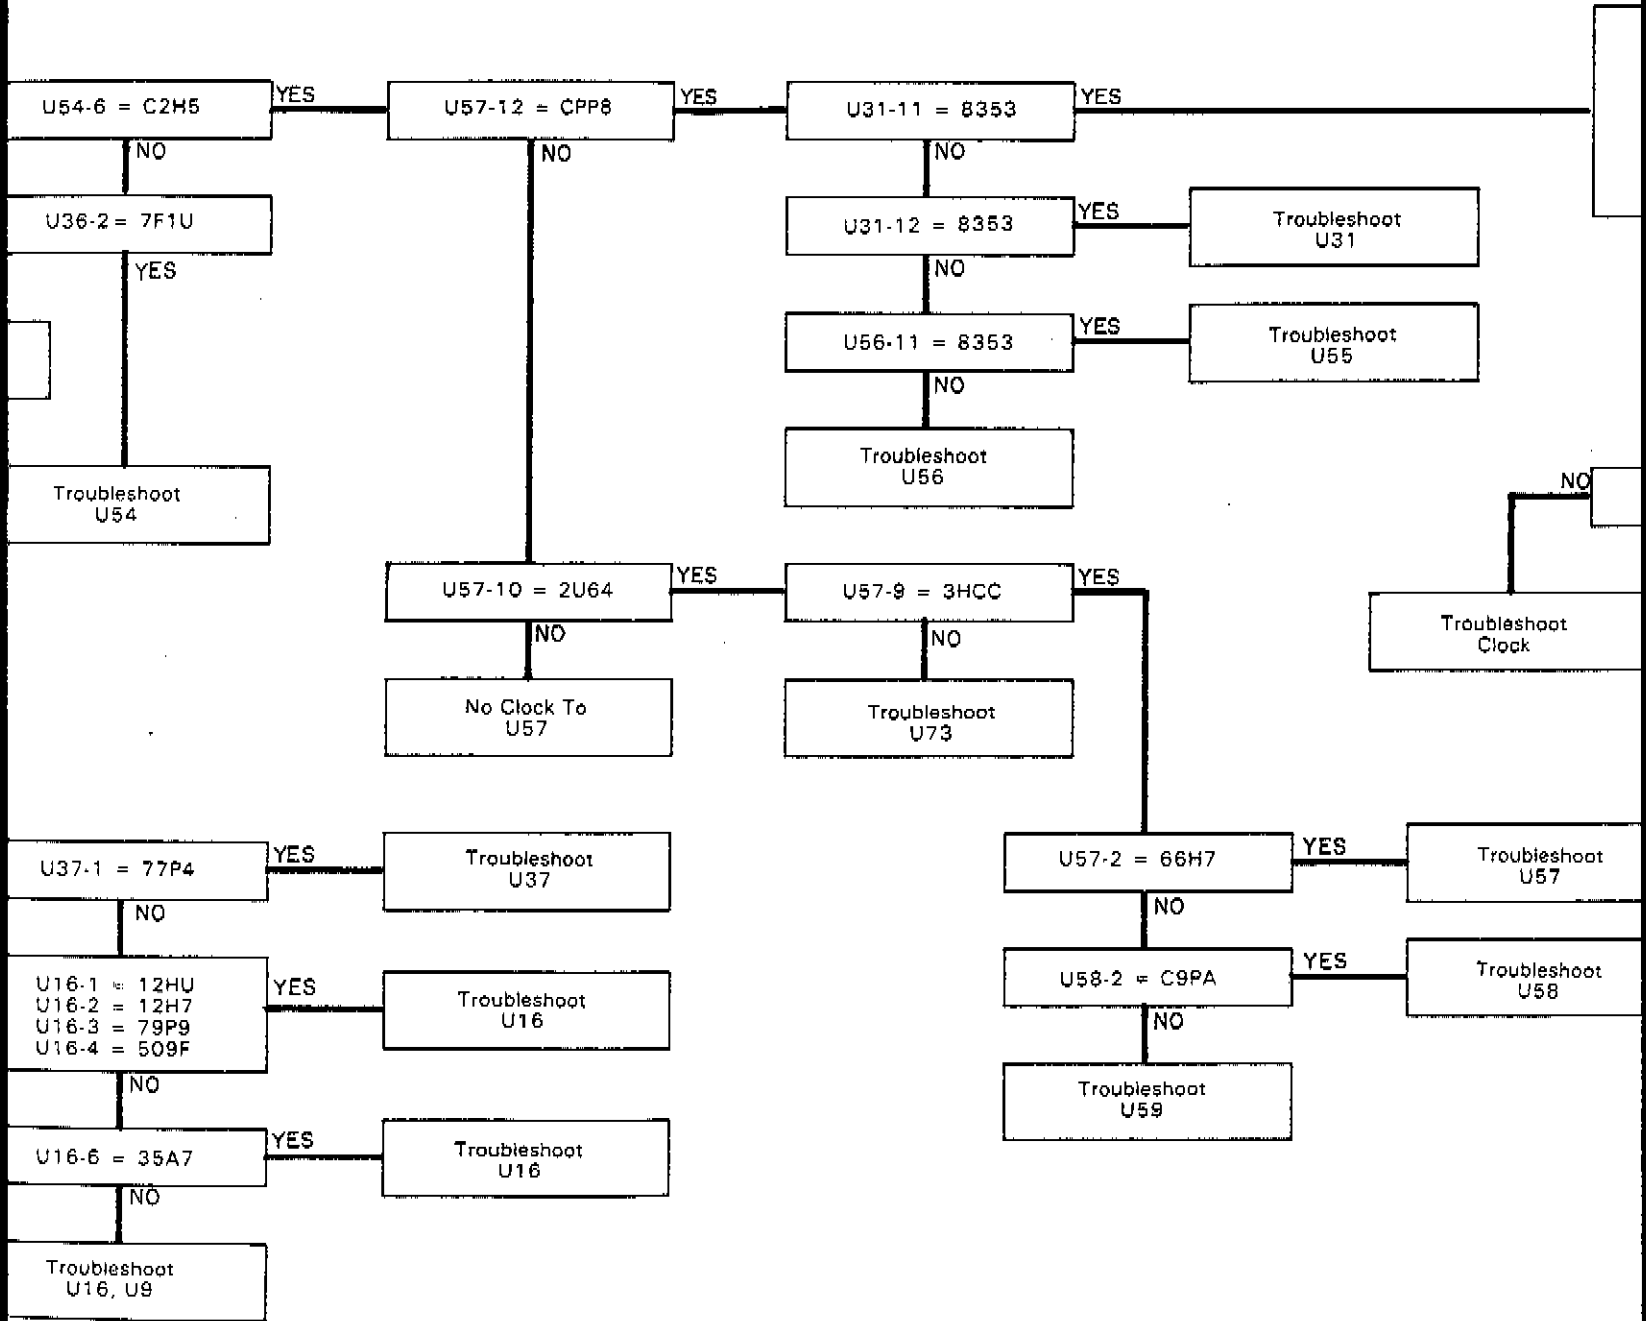 U54-6 = C2H5
YES
U57-12 = CPP8
YES
U31-11 = 8353
YES
NO
NO
NO
U36-2 = 7F1U
U31-12 = 8353
YES
Troubleshoot
U31
YES
NO
U56-11 = 8353
YES
Troubleshoot
U55
NO
Troubleshoot
U56
Troubleshoot
U54
NO
U57-10 = 2U64
YES
U57-9 = 3HCC
YES
NO
NO
Troubleshoot
Clock
No Clock To
U57
Troubleshoot
U73
U37-1 = 77P4
YES
Troubleshoot
U37
U57-2 = 66H7
YES
Troubleshoot
U57
NO
NO
U16-1 = 12HU
U16-2 = 12H7
U16-3 = 79P9
U16-4 = 509F
YES
Troubleshoot
U16
U58-2 = C9PA
YES
Troubleshoot
U58
NO
NO
U16-6 = 35A7
YES
Troubleshoot
U16
Troubleshoot
U59
NO
Troubleshoot
U16, U9